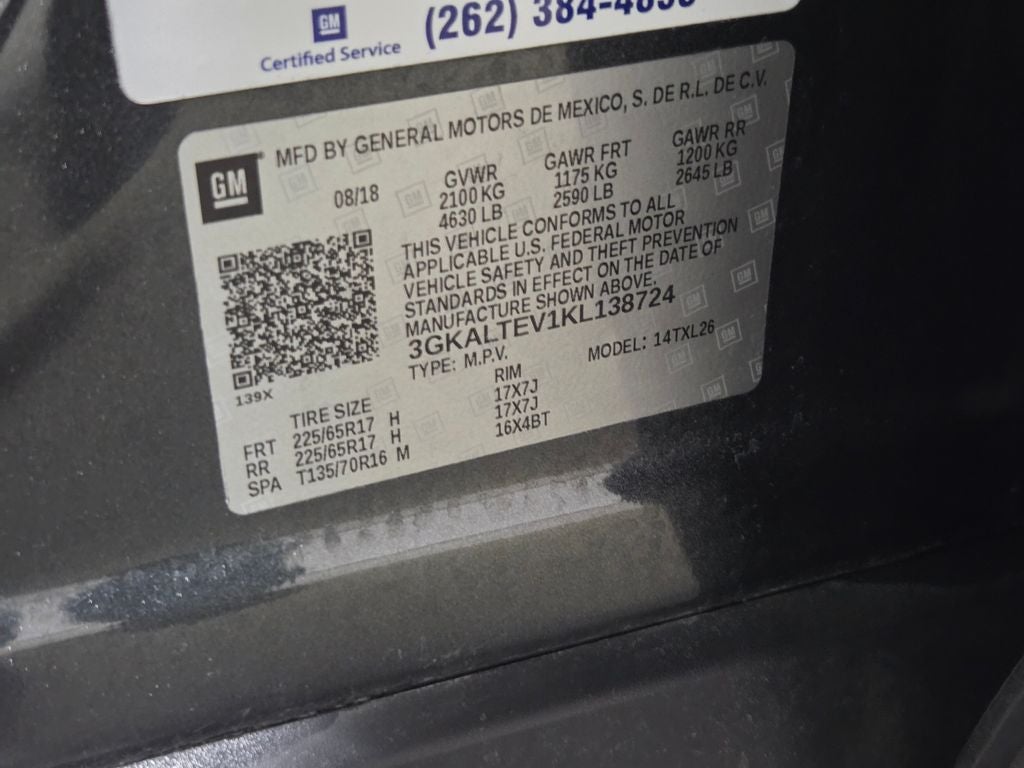 GM
Certified Service
(262) 384-4
GM
MFD BY GENERAL MOTORS DE MEXICO, S. DE R.L. DE C.V.
08/18
GVWR GAWR FRT GAWR RR
2100 KG 1175 KG 1200 KG
4630 LB 2590 LB 2645 LB
THIS VEHICLE CONFORMS TO ALL
APPLICABLE U.S. FEDERAL MOTOR
VEHICLE SAFETY AND THEFT PREVENTION
STANDARDS IN EFFECT ON THE DATE OF
MANUFACTURE SHOWN ABOVE.
3GKALTEV1KL138724
TYPE: M.P.V. MODEL: 14TXL26
139X
TIRE SIZE RIM
FRT 225/65R17 H 17X7J
RR 225/65R17 H 17X7J
SPA T135/70R16 M 16X4BT